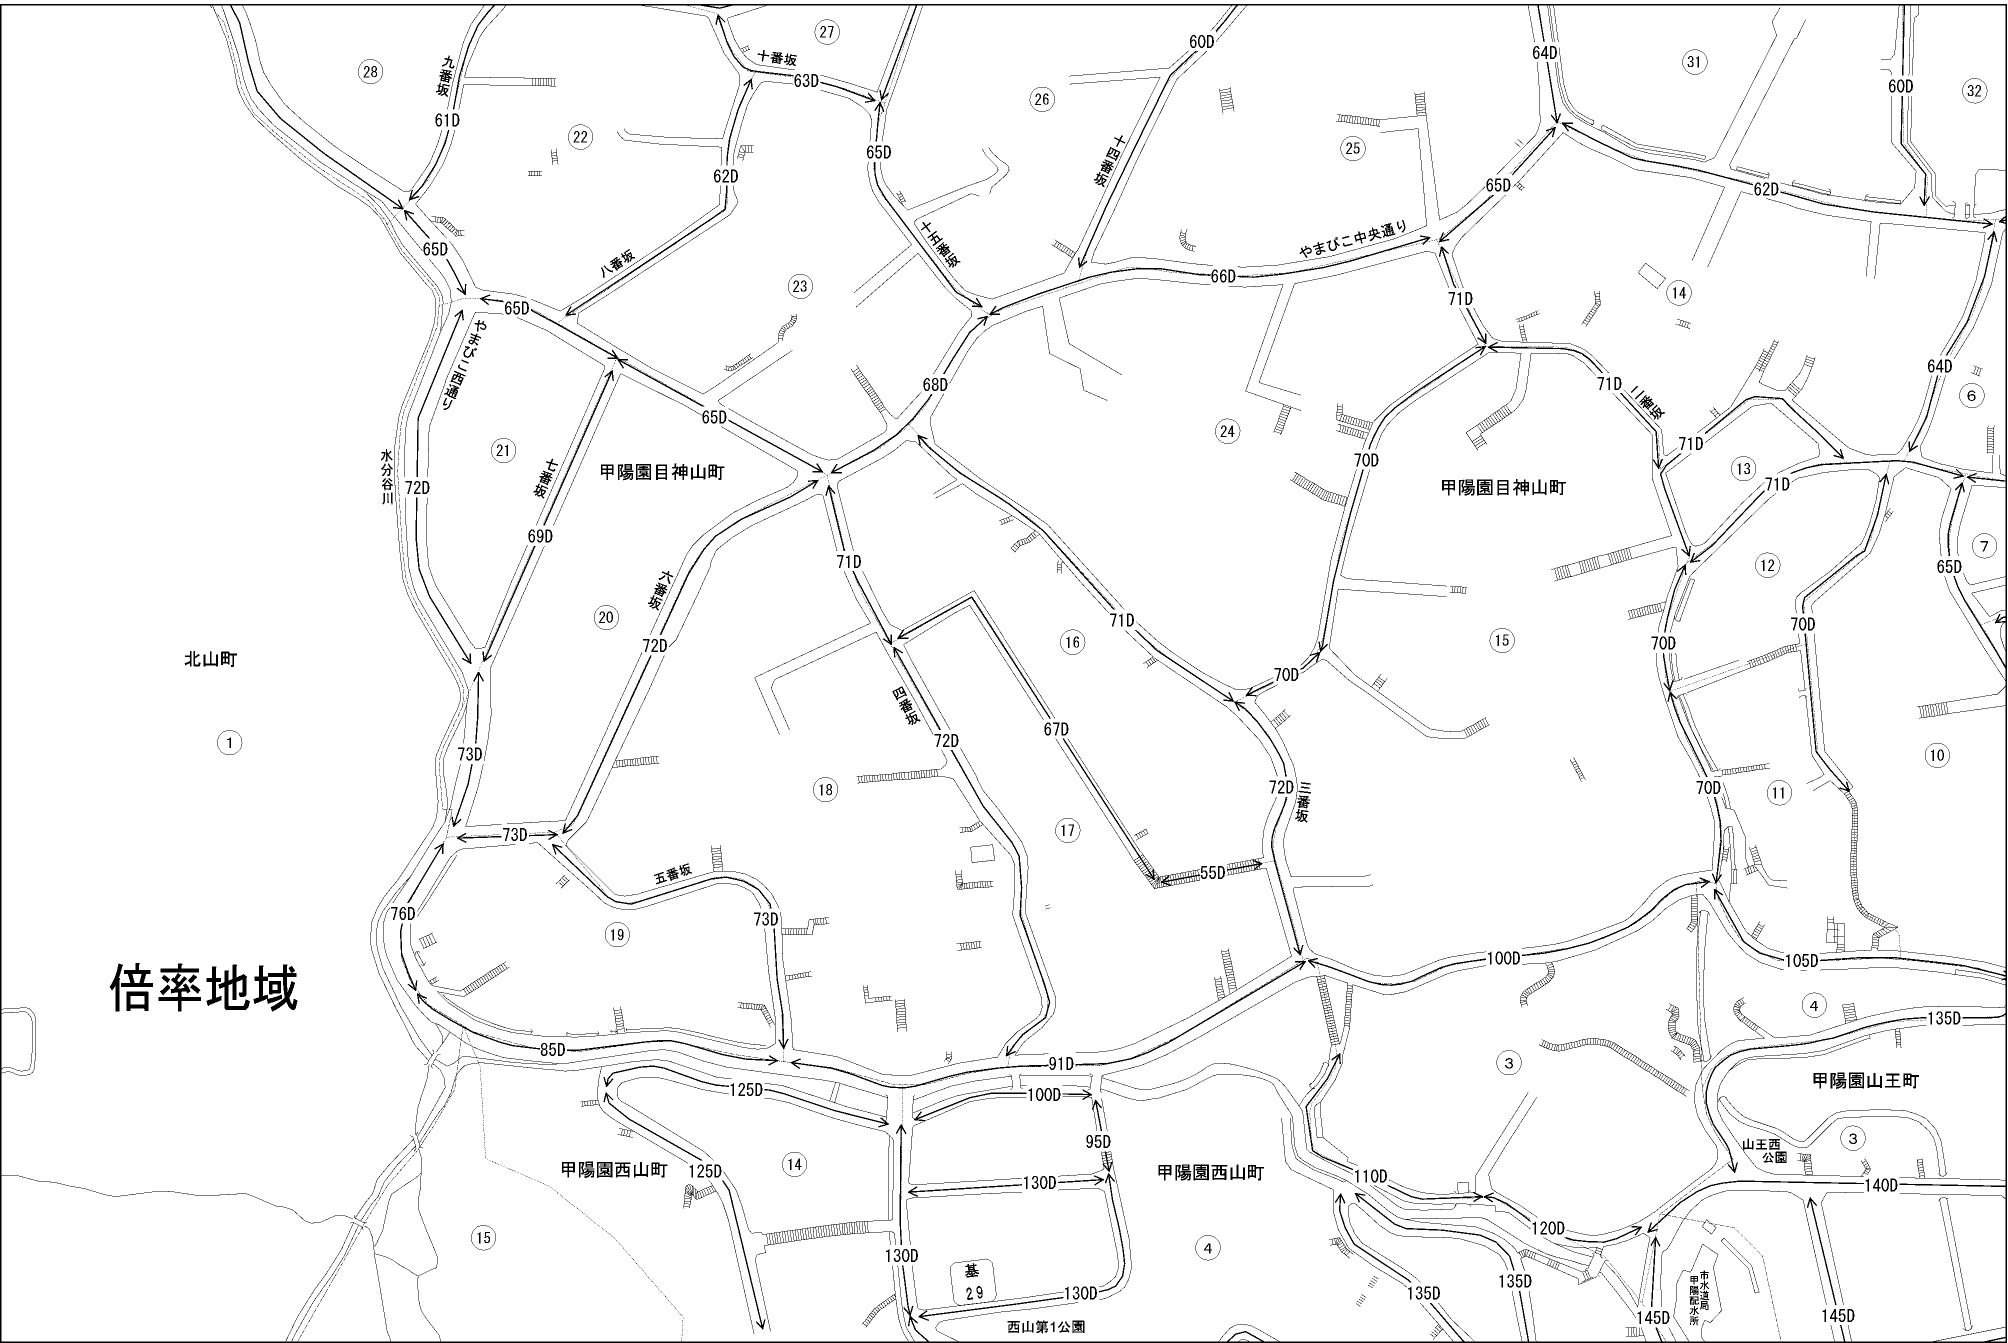 27
十番坂
60D
64D
31
28
九番坂
63D
60D
32
26
61D
22
65D
十四番坂
25
62D
65D
62D
65D
十五番坂
やまびこ中央通り
八番坂
66D
23
71D
14
65D
やまびこ西通り
68D
71D
二番坂
64D
6
65D
24
71D
21
七番坂
甲陽園目神山町
70D
甲陽園目神山町
13
71D
水分谷川
72D
69D
71D
12
7
65D
六番坂
20
72D
71D
16
15
70D
70D
北山町
四番坂
70D
1
73D
72D
67D
72D
三番坂
70D
10
18
11
17
73D
五番坂
55D
76D
73D
19
100D
105D
倍率地域
4
135D
85D
91D
3
甲陽園山王町
125D
100D
95D
山王西
公園
3
甲陽園西山町
125D
14
130D
甲陽園西山町
110D
140D
15
130D
4
120D
基
29
130D
135D
135D
市水道局
甲陽配水所
145D
145D
西山第1公園